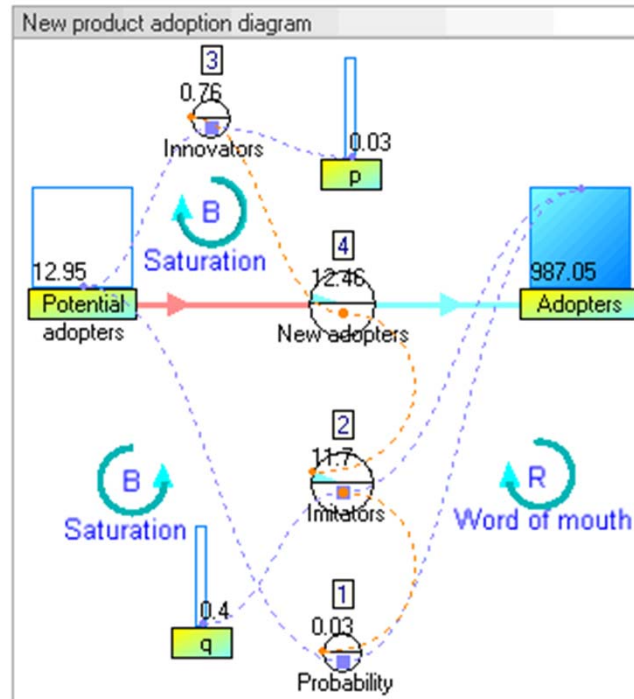 New product adoption diagram
3
0.76
Innovators
0.03
p
B
Saturation
4
12.95
12.46
987.05
Potential
adopters
New adopters
Adopters
2
11.7
B
R
Imitators
Saturation
Word of mouth
1
0.4
0.03
q
Probability